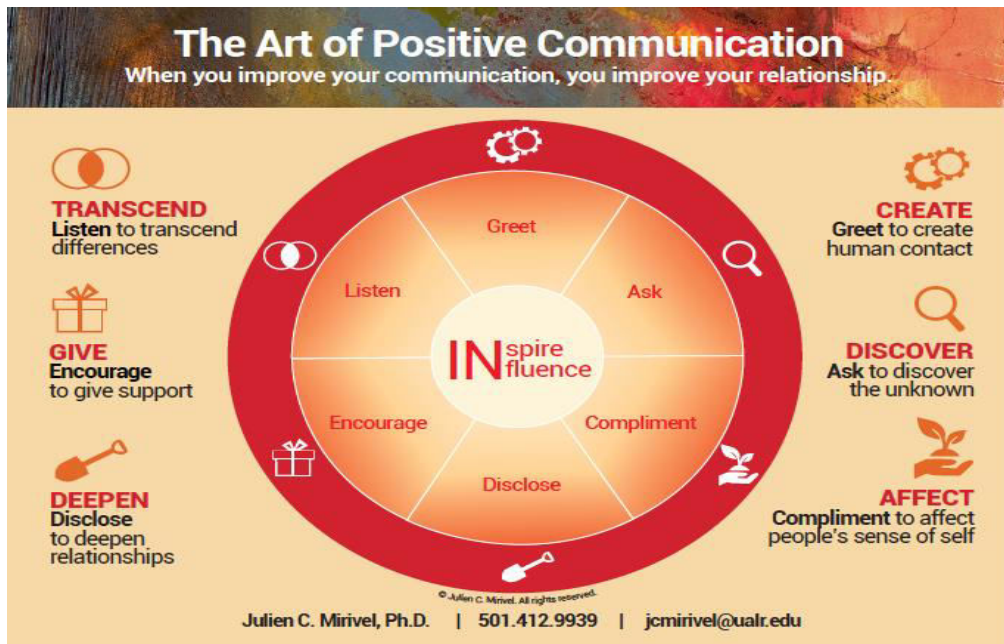 The Art of Positive Communication
When you improve your communication, you improve your relationship.
TRANSCEND
Listen to transcend
differences
GIVE
Encourage
to give support
DEEPEN
Disclose
to deepen
relationships
Greet
Listen
Ask
INspire
INfluence
Encourage
Compliment
Disclose
CREATE
Greet to create
human contact
DISCOVER
Ask to discover
the unknown
AFFECT
Compliment to affect
people's sense of self
© Julien C. Mirivel. All rights reserved.
Julien C. Mirivel, Ph.D. | 501.412.9939 | jcmirivel@ualr.edu